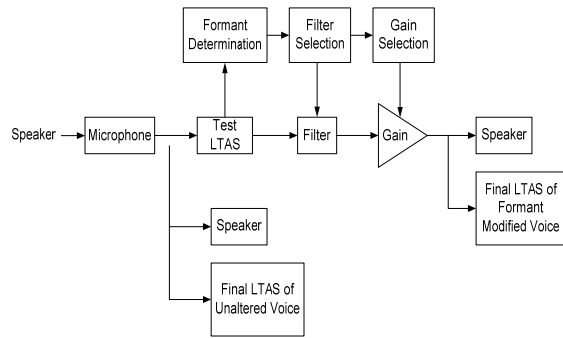 Formant
Determination
Filter
Selection
Gain
Selection
Speaker
Microphone
Test
LTAS
Filter
Gain
Speaker
Final LTAS of
Formant
Modified Voice
Speaker
Final LTAS of
Unaltered Voice